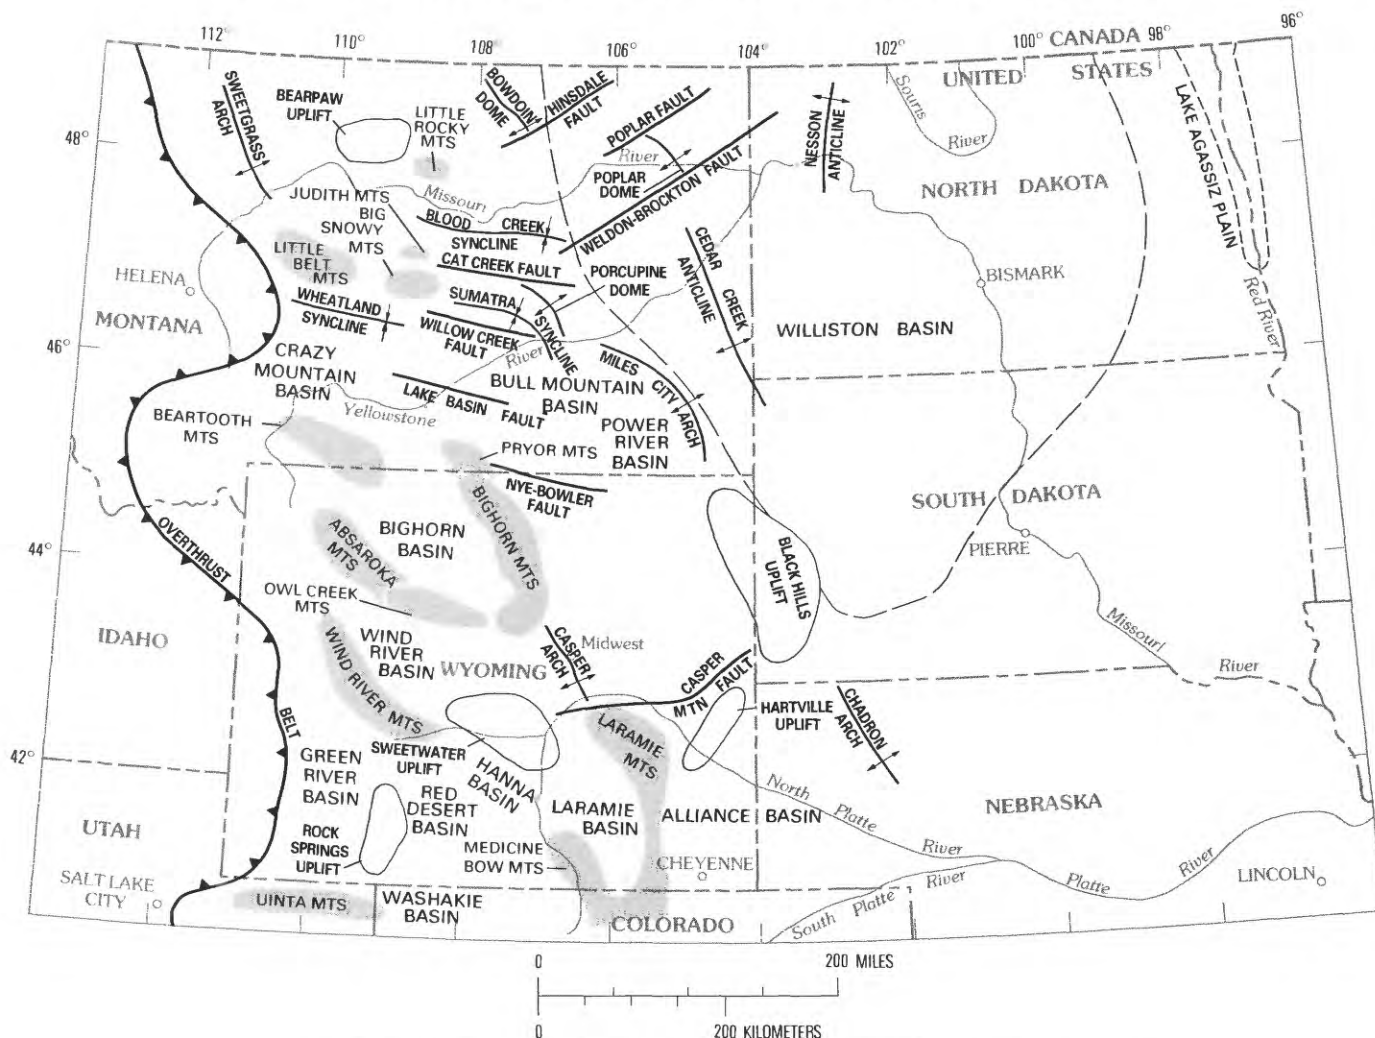 112°
110°
108°
106°
104°
102°
100°
CANADA
98°
96°
UNITED STATES
48°
46°
44°
42°
SWEETGRASS
ARCH
BEARPAW
UPLIFT
LITTLE
ROCKY
MTS
BOWDOIN
DOME
HINSDALE
FAULT
POPLAR FAULT
POPLAR
DOME
WELDON-BROCKTON FAULT
NESSON
ANTICLINE
Souris
River
LAKE AGASSIZ PLAIN
Red River
NORTH DAKOTA
Missouri
River
JUDITH MTS
BIG
SNOWY
MTS
BLOOD CREEK
SYNCLINE
LITTLE
BELT
MTS
CAT CREEK FAULT
PORCUPINE
DOME
CEDAR CREEK
ANTICLINE
BISMARK
HELENA
MONTANA
WHEATLAND
SYNCLINE
SUMATRA
SYNCLINE
WILLOW CREEK
FAULT
River
WILLISTON BASIN
CRAZY
MOUNTAIN
BASIN
LAKE BASIN FAULT
BULL MOUNTAIN
BASIN
MILES CITY ARCH
Yellowstone
BEARTOOTH
MTS
PRYOR MTS
POWER
RIVER
BASIN
NYE-BOWLER
FAULT
BIGHORN
BASIN
BIGHORN MTS
ABSAROKA
MTS
SOUTH DAKOTA
PIERRE
BLACK HILLS
UPLIFT
OVERTHRUST
BELT
OWL CREEK
MTS
IDAHO
WIND
RIVER
BASIN
WYOMING
WIND RIVER MTS
CASPER
ARCH
Midwest
CASPER
MTN FAULT
Missouri
River
HARTVILLE
UPLIFT
CHADRON
ARCH
SWEETWATER
UPLIFT
LARAMIE
MTS
GREEN
RIVER
BASIN
HANNA
BASIN
RED
DESERT
BASIN
LARAMIE
BASIN
ALLIANCE BASIN
NEBRASKA
UTAH
ROCK
SPRINGS
UPLIFT
MEDICINE
BOW MTS
CHEYENNE
North
Platte
River
SALT LAKE
CITY
UINTA MTS
WASHAKIE
BASIN
COLORADO
South Platte River
Platte
River
LINCOLN
0 200 MILES
0 200 KILOMETERS